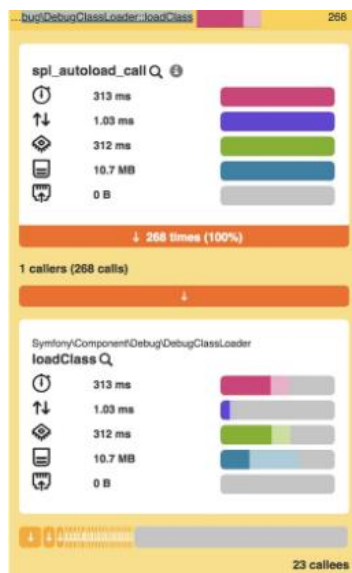 ...bug\DebugClassLoader::loadClass 268
spl_autoload_call
313 ms
1.03 ms
312 ms
10.7 MB
0 B
↓ 268 times (100%)
1 callers (268 calls)
↓
Symfony\Component\Debug\DebugClassLoader
loadClass
313 ms
1.03 ms
312 ms
10.7 MB
0 B
↓ ↓ ↓
23 callees